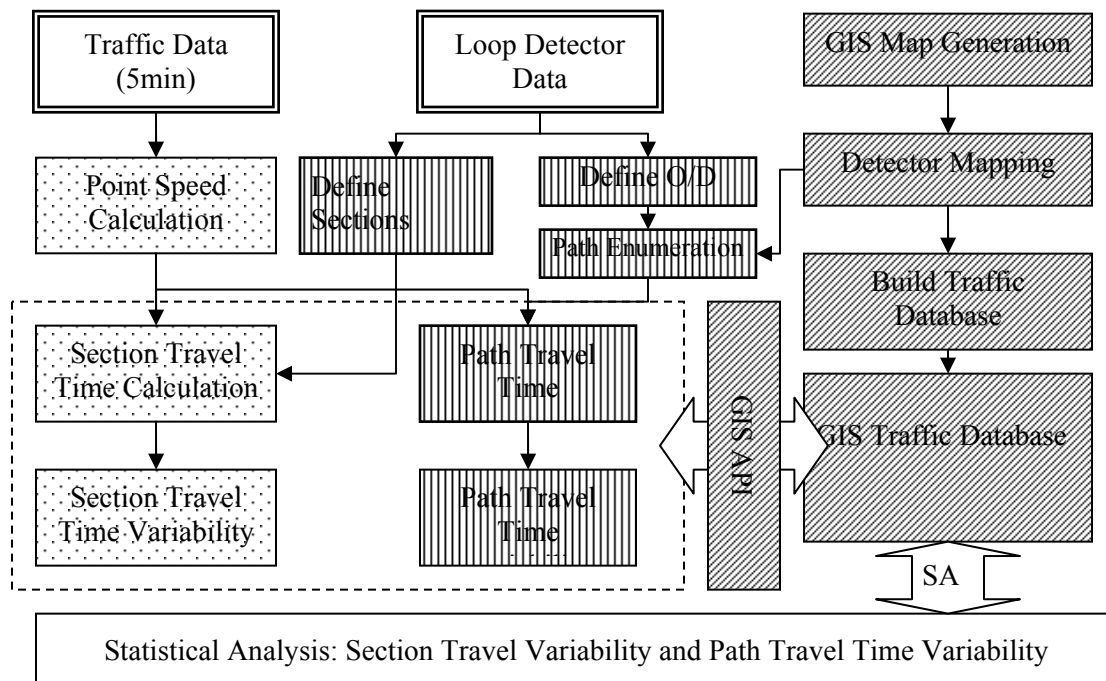 Traffic Data
(5min)
Loop Detector
Data
GIS Map Generation
Point Speed
Calculation
Define
Sections
Define O/D
Path Enumeration
Detector Mapping
Build Traffic
Database
Section Travel
Time Calculation
Path Travel
Time
GIS API
GIS Traffic Database
Section Travel
Time Variability
Path Travel
Time
SA
Statistical Analysis: Section Travel Variability and Path Travel Time Variability